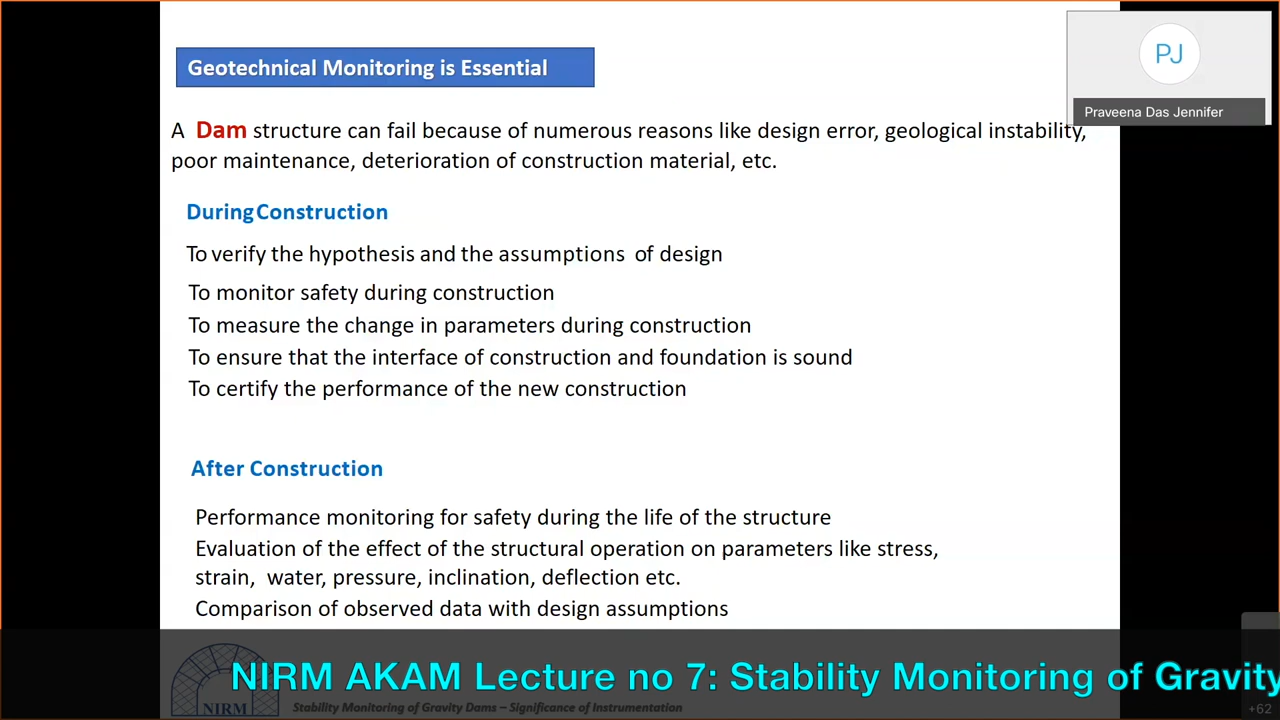 Geotechnical Monitoring is Essential
PJ
Praveena Das Jennifer
A Dam structure can fail because of numerous reasons like design error, geological instability,
poor maintenance, deterioration of construction material, etc.
During Construction
To verify the hypothesis and the assumptions of design
To monitor safety during construction
To measure the change in parameters during construction
To ensure that the interface of construction and foundation is sound
To certify the performance of the new construction
After Construction
Performance monitoring for safety during the life of the structure
Evaluation of the effect of the structural operation on parameters like stress,
strain, water, pressure, inclination, deflection etc.
Comparison of observed data with design assumptions
NIRM AKAM Lecture no 7: Stability Monitoring of Gravity
NIRM
Stability Monitoring of Gravity Dams – Significance of Instrumentation
+62